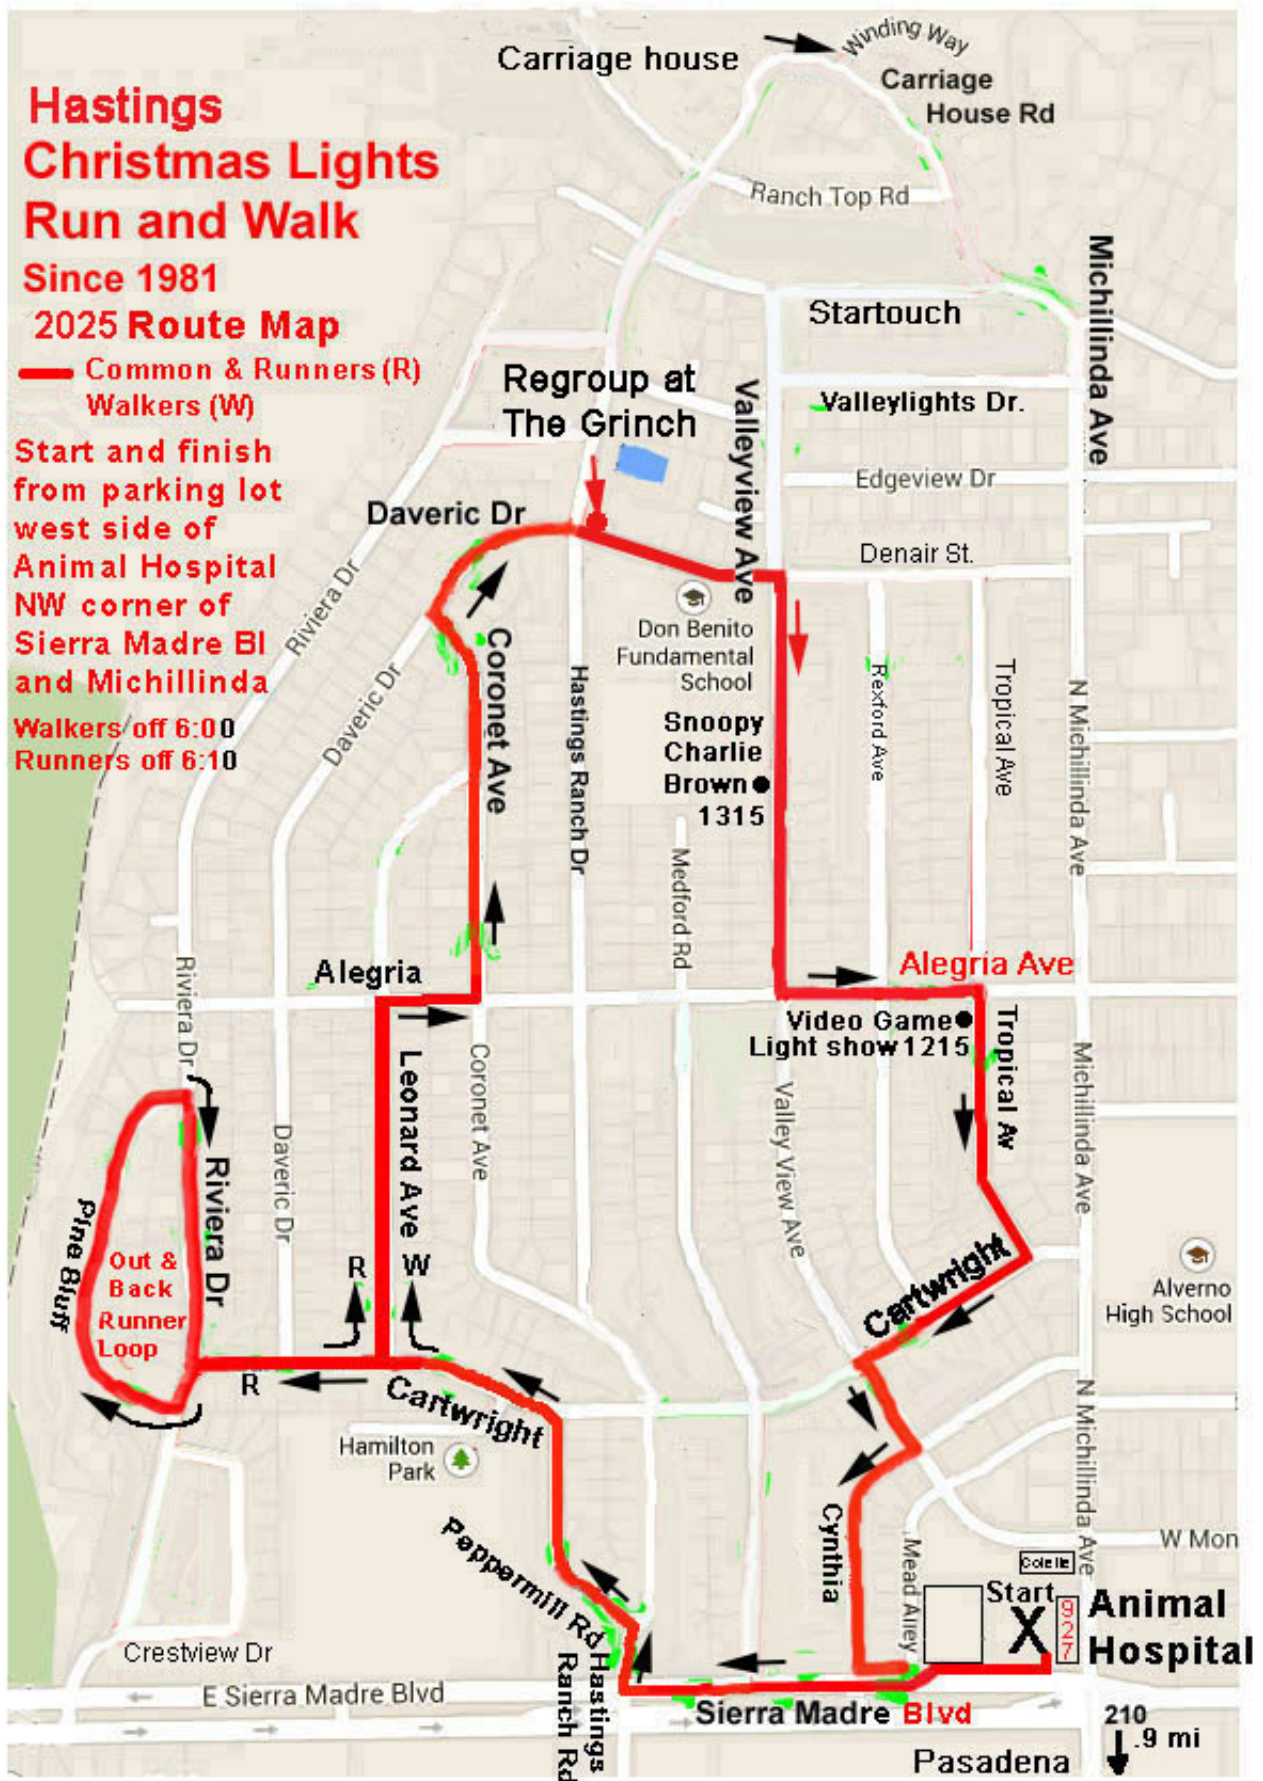 Carriage house
Winding Way
Carriage
House Rd
Hastings
Christmas Lights
Run and Walk
Since 1981
2025 Route Map
Common & Runners (R)
Walkers (W)
Start and finish
from parking lot
west side of
Animal Hospital
NW corner of
Sierra Madre Bl
and Michillinda
Walkers off 6:00
Runners off 6:10
Ranch Top Rd
Michillinda Ave
Startouch
Regroup at
The Grinch
Valleyview Ave
Valleylights Dr.
Edgeview Dr
Daveric Dr
Denair St.
Riviera Dr
Don Benito
Fundamental
School
Coronet Ave
Hastings Ranch Dr
Daveric Dr
Rexford Ave
Tropical Ave
N Michillinda Ave
Snoopy
Charlie
Brown
1315
Medford Rd
Alegria
Alegria Ave
Riviera Dr
Video Game
Light show 1215
Tropical Av
Leonard Ave
Coronet Ave
Valley View Ave
Michillinda Ave
Daveric Dr
Riviera Dr
Pine Bluff
Out &
Back
Runner
Loop
R
W
Cartwright
Alverno
High School
R
Cartwright
Hamilton
Park
N Michillinda Ave
Peppermill Rd
Cynthia
Mead Alley
W Mon
Colelle
Start
X
927
Animal
Hospital
Crestview Dr
Hastings
Ranch Rd
E Sierra Madre Blvd
Sierra Madre Blvd
210
.9 mi
Pasadena